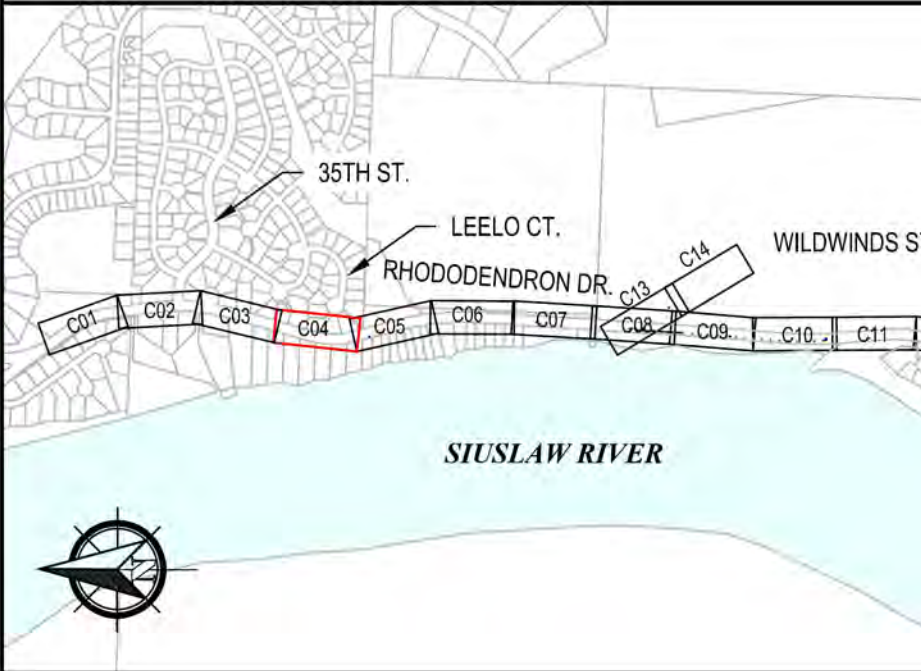 35TH ST.
LEELO CT.
RHODODENDRON DR.
WILDWINDS S
C01
C02
C03
C04
C05
C06
C07
C08
C13
C14
C09
C10
C11
SIUSLAW RIVER
N